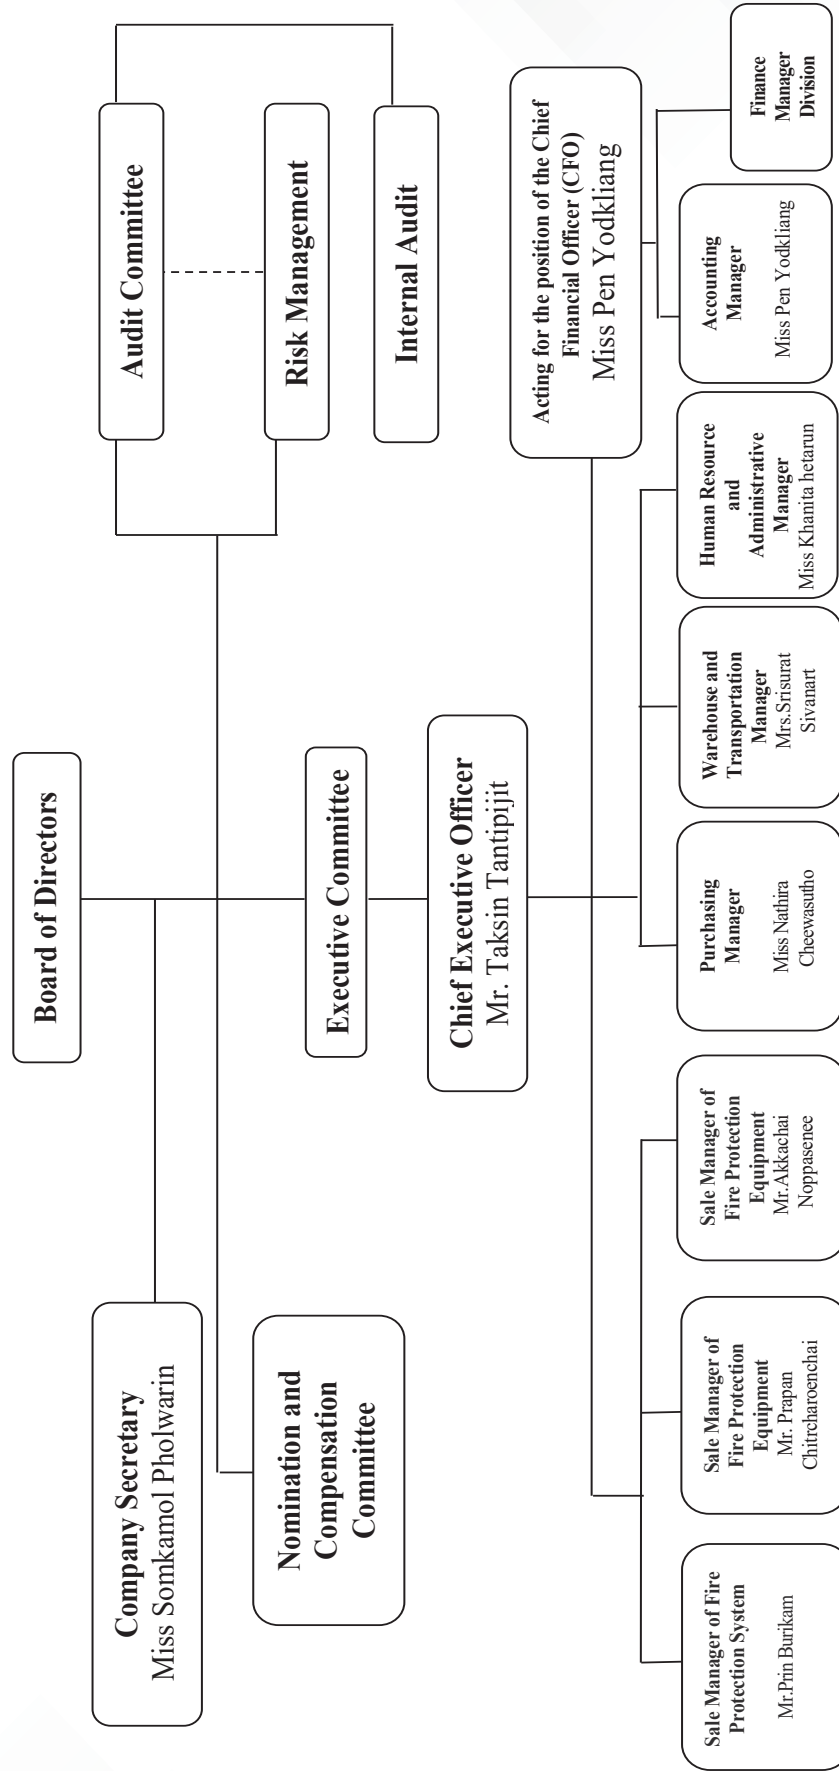 Board of Directors
Company Secretary
Miss Somkamol Pholwarin
Audit Committee
Nomination and
Compensation
Committee
Risk Management
Executive Committee
Internal Audit
Chief Executive Officer
Mr. Taksin Tantipijit
Acting for the position of the Chief
Financial Officer (CFO)
Miss Pen Yodkliang
Sale Manager of Fire
Protection System
Mr.Prin Burikam
Sale Manager of
Fire Protection
Equipment
Mr. Prapan
Chitrcharoenchai
Sale Manager of
Fire Protection
Equipment
Mr.Akkachai
Noppasenee
Purchasing
Manager
Miss Nathra
Cheewasutho
Warehouse and
Transportation
Manager
Mrs.Srisurat
Sivanart
Human Resource
and
Administrative
Manager
Miss Khanita hetarun
Accounting
Manager
Miss Pen Yodkliang
Finance
Manager
Division